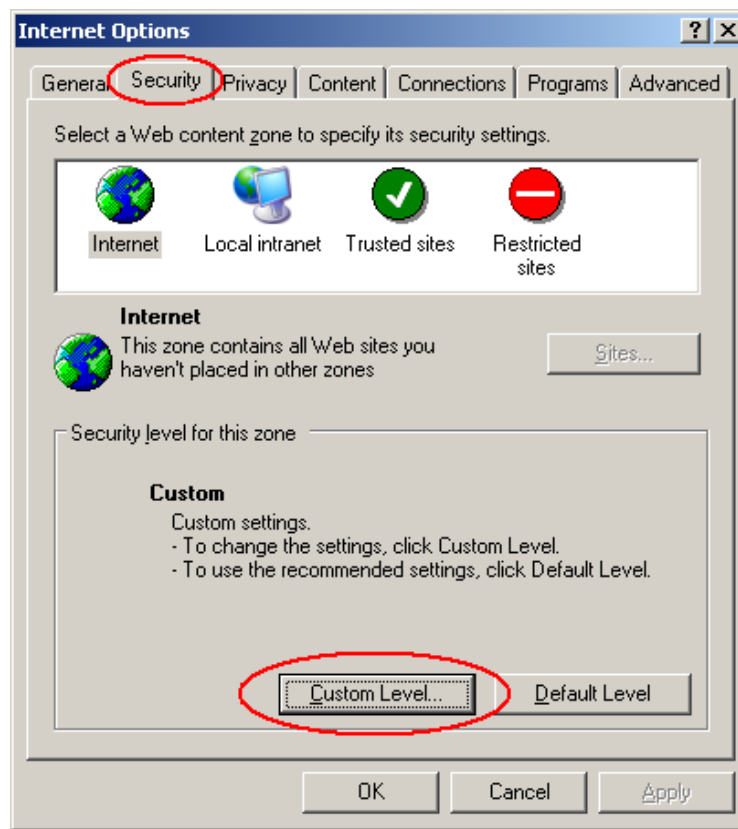 Internet Options
General Security Privacy Content Connections Programs Advanced
Select a Web content zone to specify its security settings.
Internet Local intranet Trusted sites Restricted
sites
Internet
This zone contains all Web sites you
haven't placed in other zones
Sites...
Security level for this zone
Custom
Custom settings.
- To change the settings, click Custom Level.
- To use the recommended settings, click Default Level.
Custom Level... Default Level
OK Cancel Apply